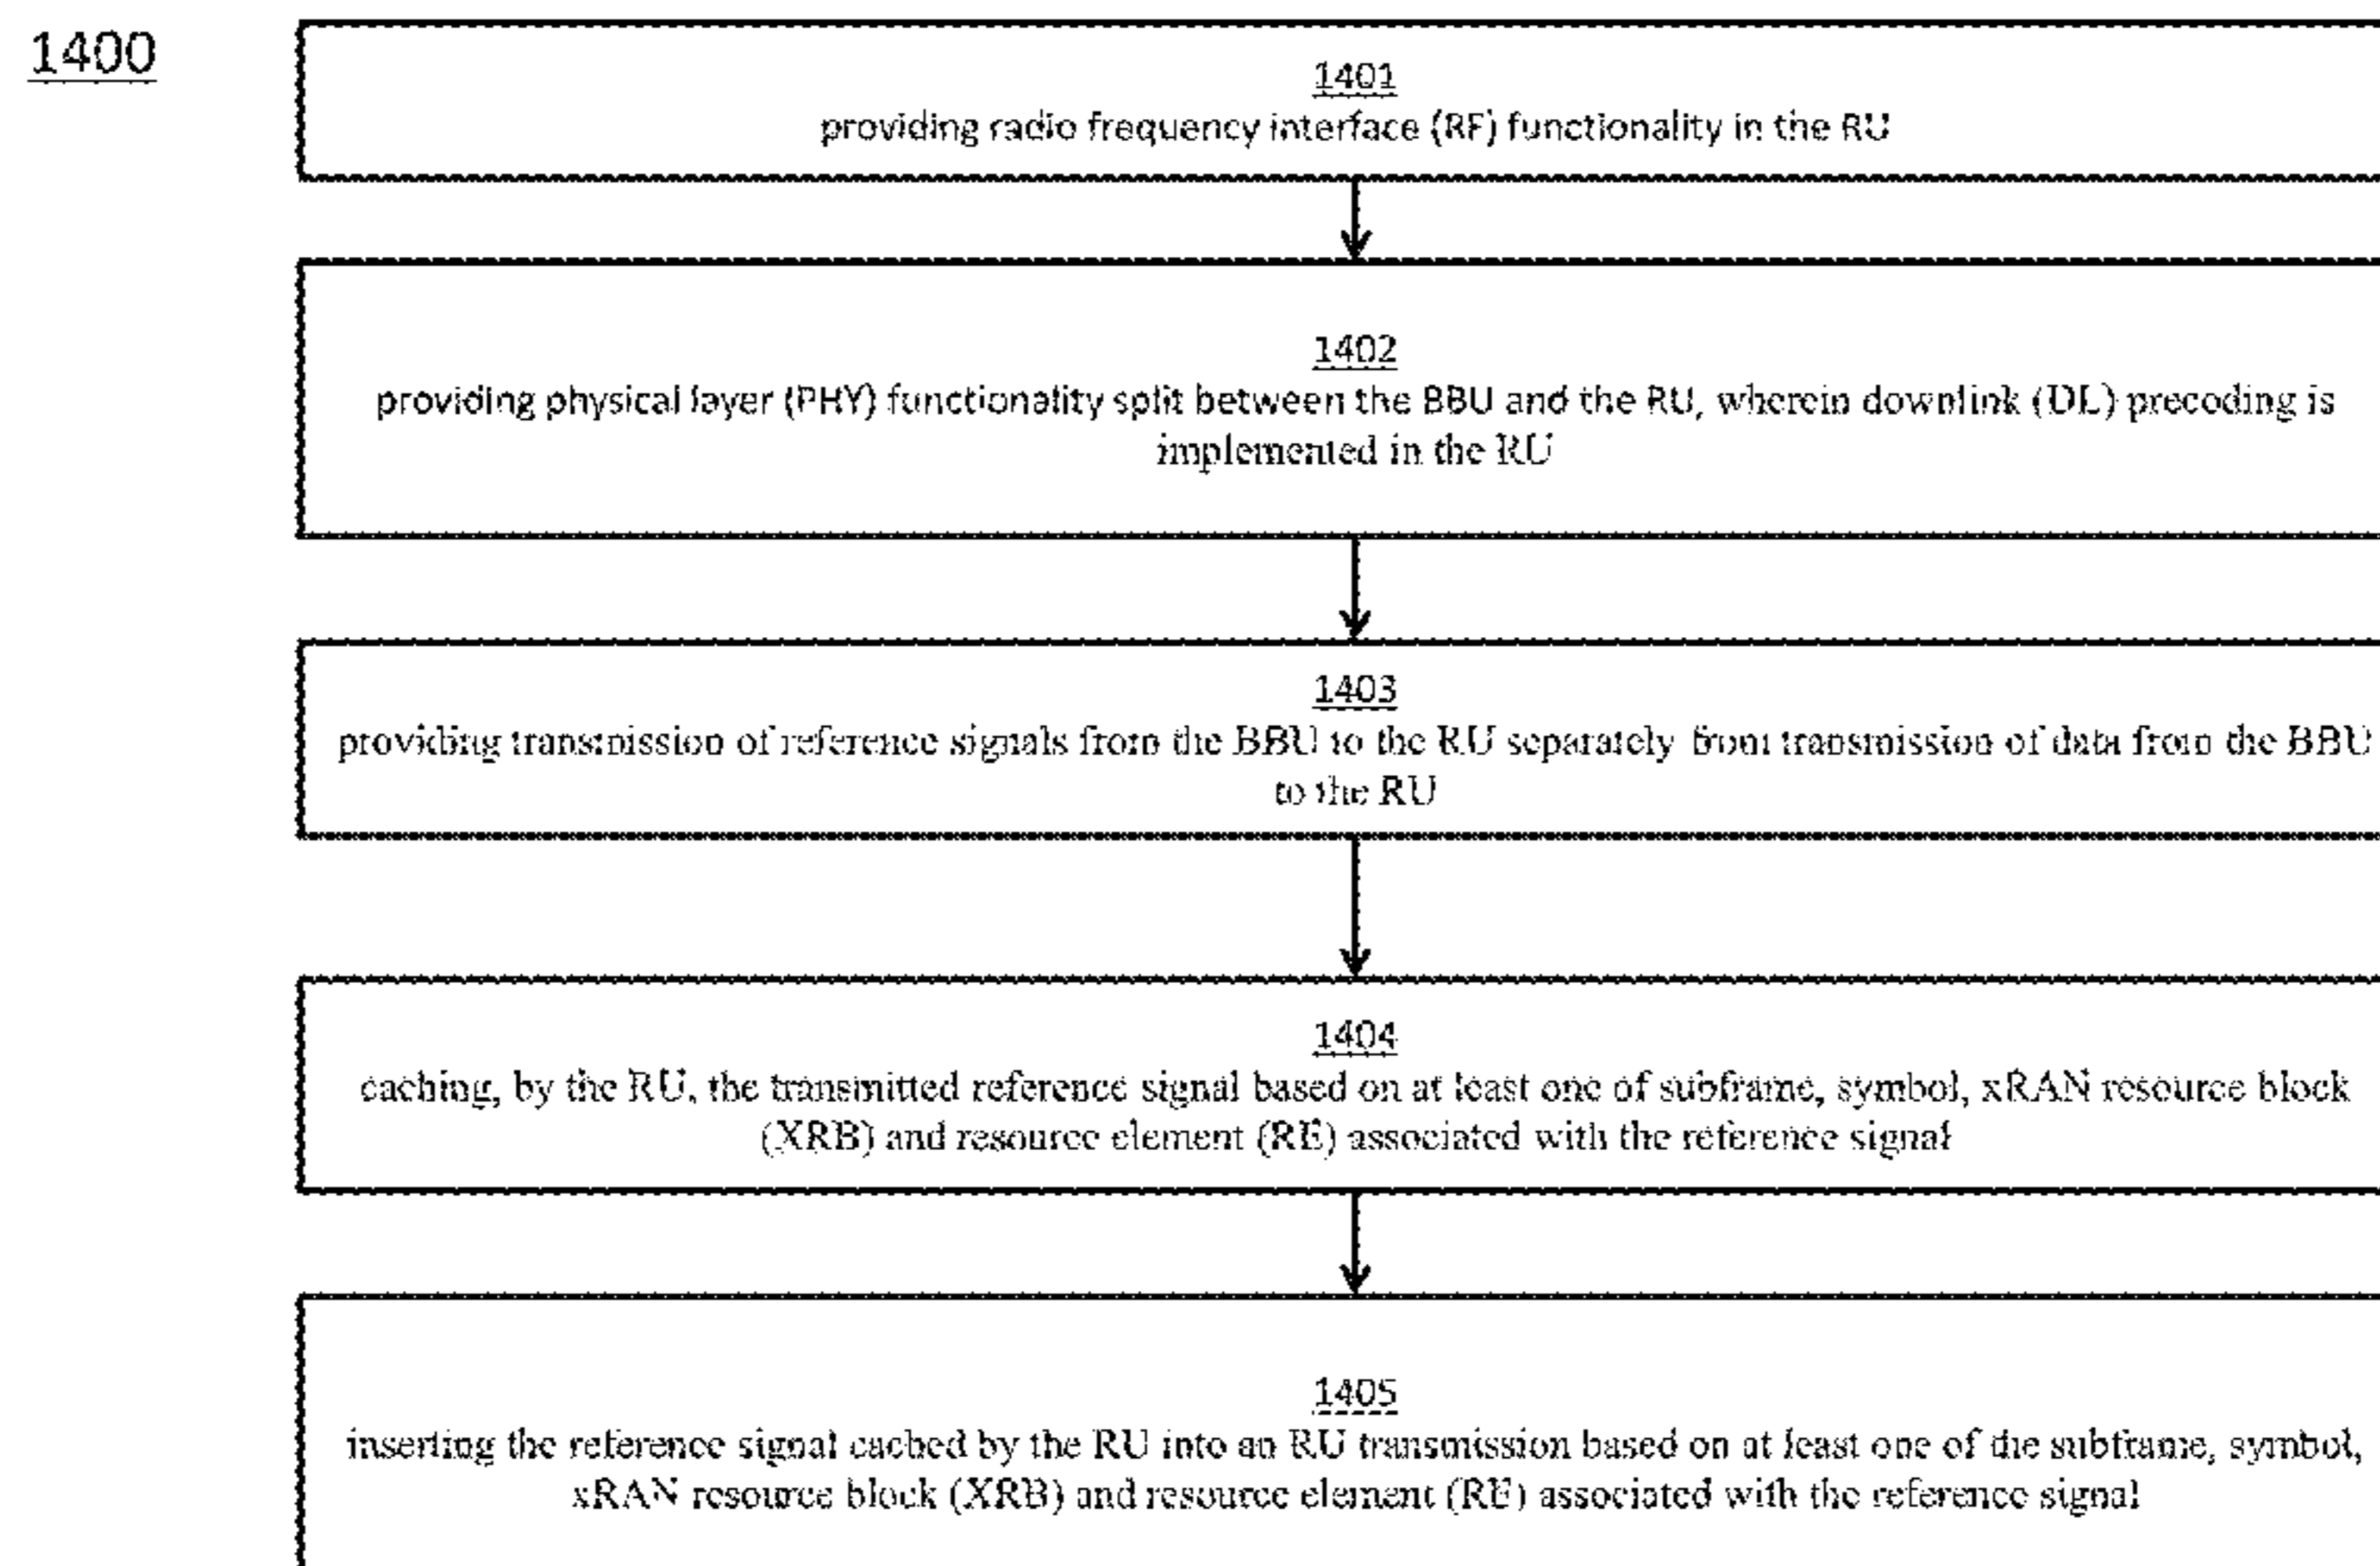 1400
1401
providing radio frequency interface (RF) functionality in the RU
1402
providing physical layer (PHY) functionality split between the BBU and the RU, wherein downlink (DL) precoding is
implemented in the RU
1403
providing transmission of reference signals from the BBU to the RU separately from transmission of data from the BBU
to the RU
1404
caching, by the RU, the transmitted reference signal based on at least one of subframe, symbol, xRAN resource block
(XRB) and resource element (RE) associated with the reference signal
1405
inserting the reference signal cached by the RU into an RU transmission based on at least one of the subframe, symbol,
xRAN resource block (XRB) and resource element (RE) associated with the reference signal